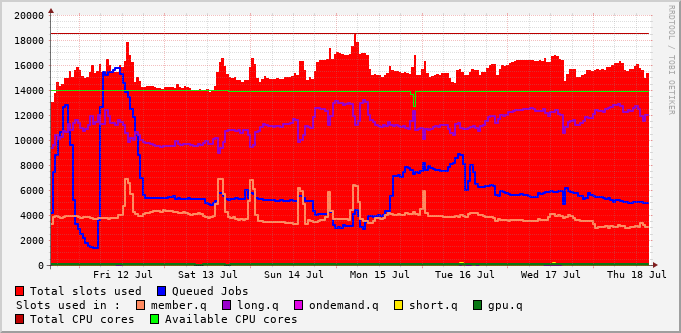 20000
18000
16000
14000
12000
10000
8000
6000
4000
2000
0
Fri 12 Jul Sat 13 Jul Sun 14 Jul Mon 15 Jul Tue 16 Jul Wed 17 Jul Thu 18 Jul
Total slots used Queued Jobs
Slots used in : member.q long.q ondemand.q short.q gpu.q
Total CPU cores Available CPU cores
RRDTOOL / TOBI OETIKER